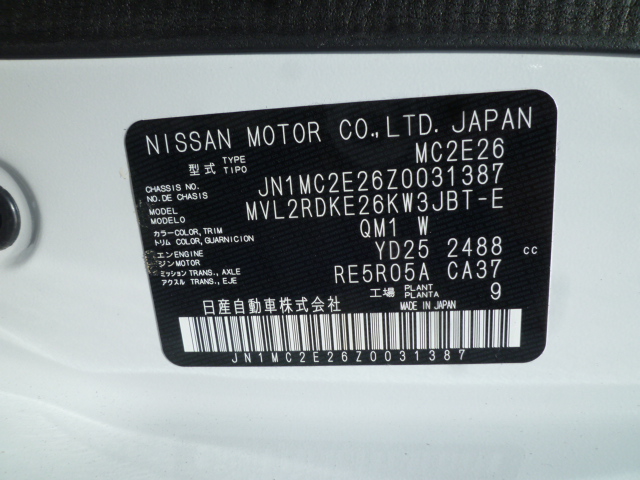 NISSAN MOTOR CO.,LTD. JAPAN
型式 TYPE TIPO MC2E26
CHASSIS NO. CHASSIS NO. JN1MC2E26Z0031387
MODEL MODELO MVL2RDKE26KW3JBT-E
カラー COLOR, TRIM QM1 W
トリム COLOR, GUARNICION
エンENGINE YD25 2488 cc
ジンMOTOR
ミッション TRANS., AXLE RE5R05A CA37
アクスル TRANS., EJE
工場 PLANT PLANTA 9
日産自動車株式会社 MADE IN JAPAN
JN1MC2E26Z0031387